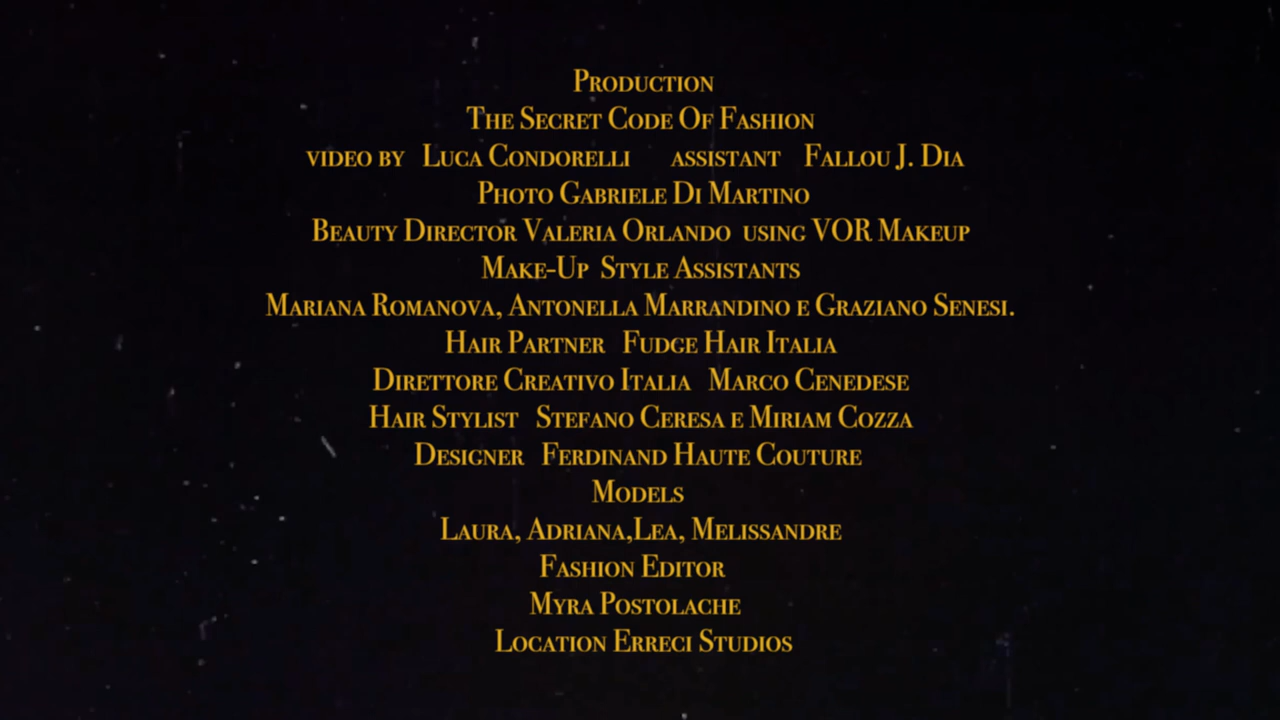 Production
The Secret Code Of Fashion
video by Luca Condorelli assistant Fallou J. Dia
Photo Gabriele Di Martino
Beauty Director Valeria Orlando using VOR Makeup
Make-Up Style Assistants
Mariana Romanova, Antonella Marrandino e Graziano Senesi.
Hair Partner Fudge Hair Italia
Direttore Creativo Italia Marco Cenedese
Hair Stylist Stefano Ceresa e Miriam Cozza
Designer Ferdinand Haute Couture
Models
Laura, Adriana,Lea, Melissandre
Fashion Editor
Myra Postolache
Location Erreci Studios